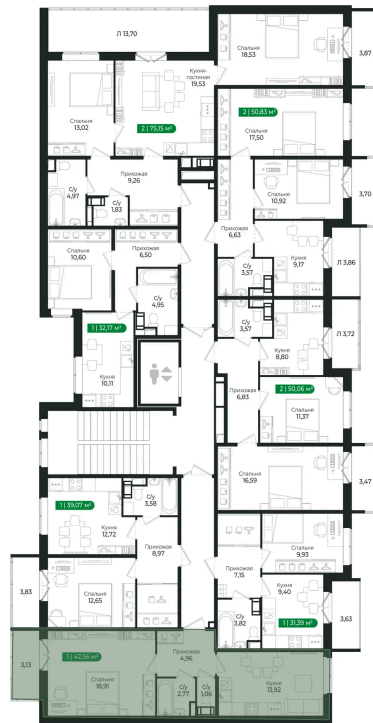 Л 13,70
Спальня
18,53
3,87
Кухня-
гостиная
19,53
Спальня
13,02
2 | 75,15 м²
2 | 50,83 м²
Спальня
17,50
Прихожая
9,26
С/у
4,97
С/у
1,83
Спальня
10,92
3,70
Прихожая
6,63
Кухня
9,17
С/у
3,57
Л 3,86
Прихожая
6,50
Спальня
10,60
С/у
4,95
С/у
3,57
Л 3,72
Кухня
8,80
1 | 32,17 м²
Кухня
10,11
Прихожая
6,83
2 | 50,06 м²
Спальня
11,37
Спальня
16,59
3,47
С/у
3,58
1 | 39,07 м²
Кухня
12,72
Прихожая
8,97
Спальня
9,93
Прихожая
7,15
3,83
Спальня
12,65
Кухня
9,40
С/у
3,82
1 | 31,39 м²
3,63
3,13
1 | 42,56 м²
Спальня
18,91
Прихожая
4,96
С/у
2,77
С/у
1,06
Кухня
13,92